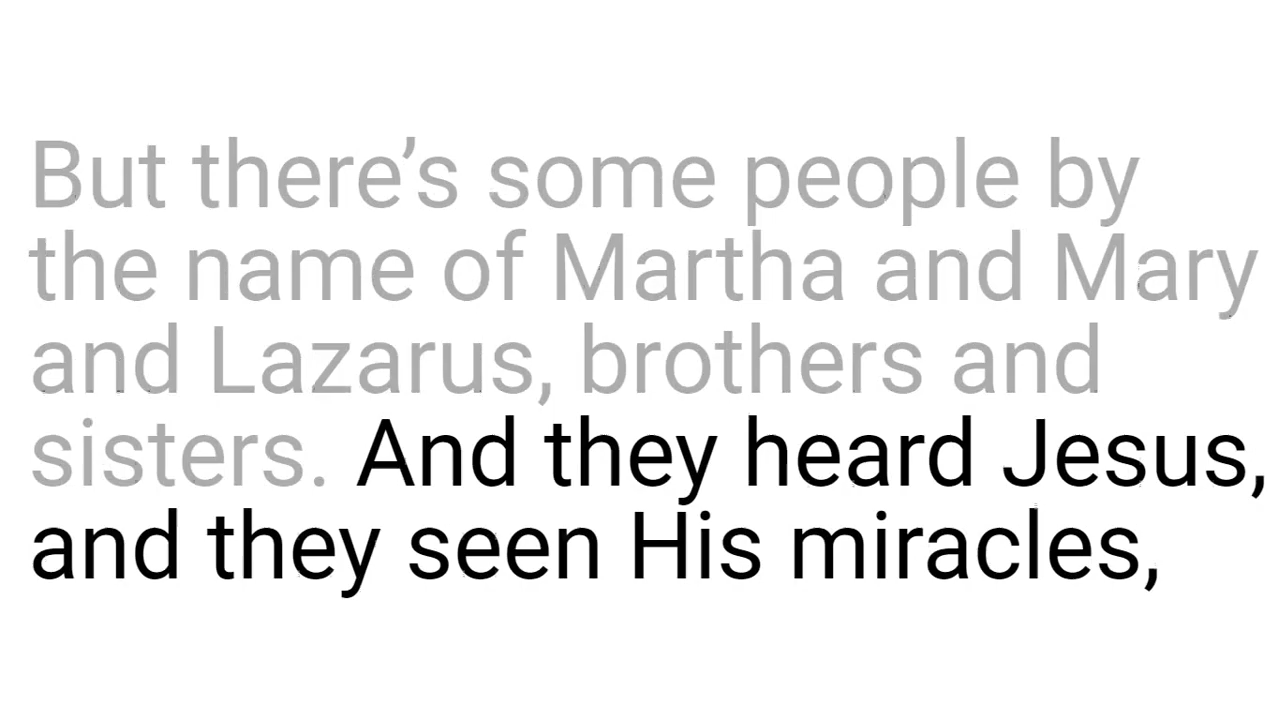 But there’s some people by
the name of Martha and Mary
and Lazarus, brothers and
sisters. And they heard Jesus,
and they seen His miracles,